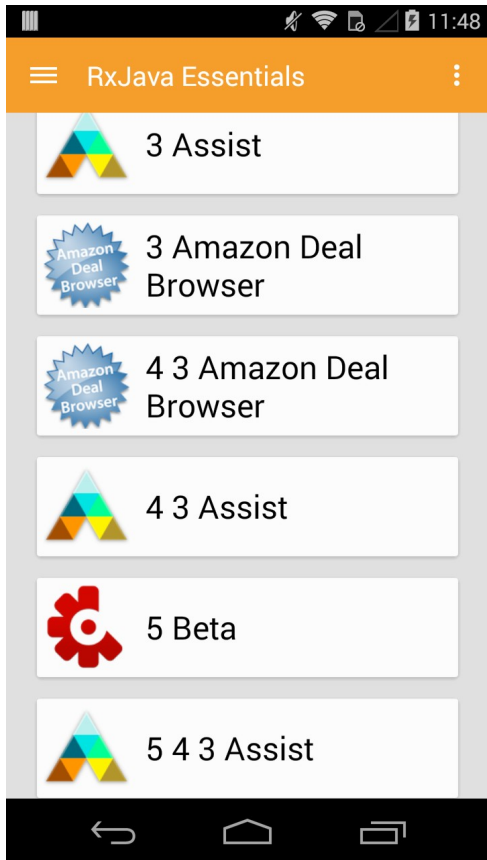 11:48
RxJava Essentials
3 Assist
Amazon
Deal
Browser
3 Amazon Deal
Browser
Amazon
Deal
Browser
4 3 Amazon Deal
Browser
4 3 Assist
5 Beta
5 4 3 Assist